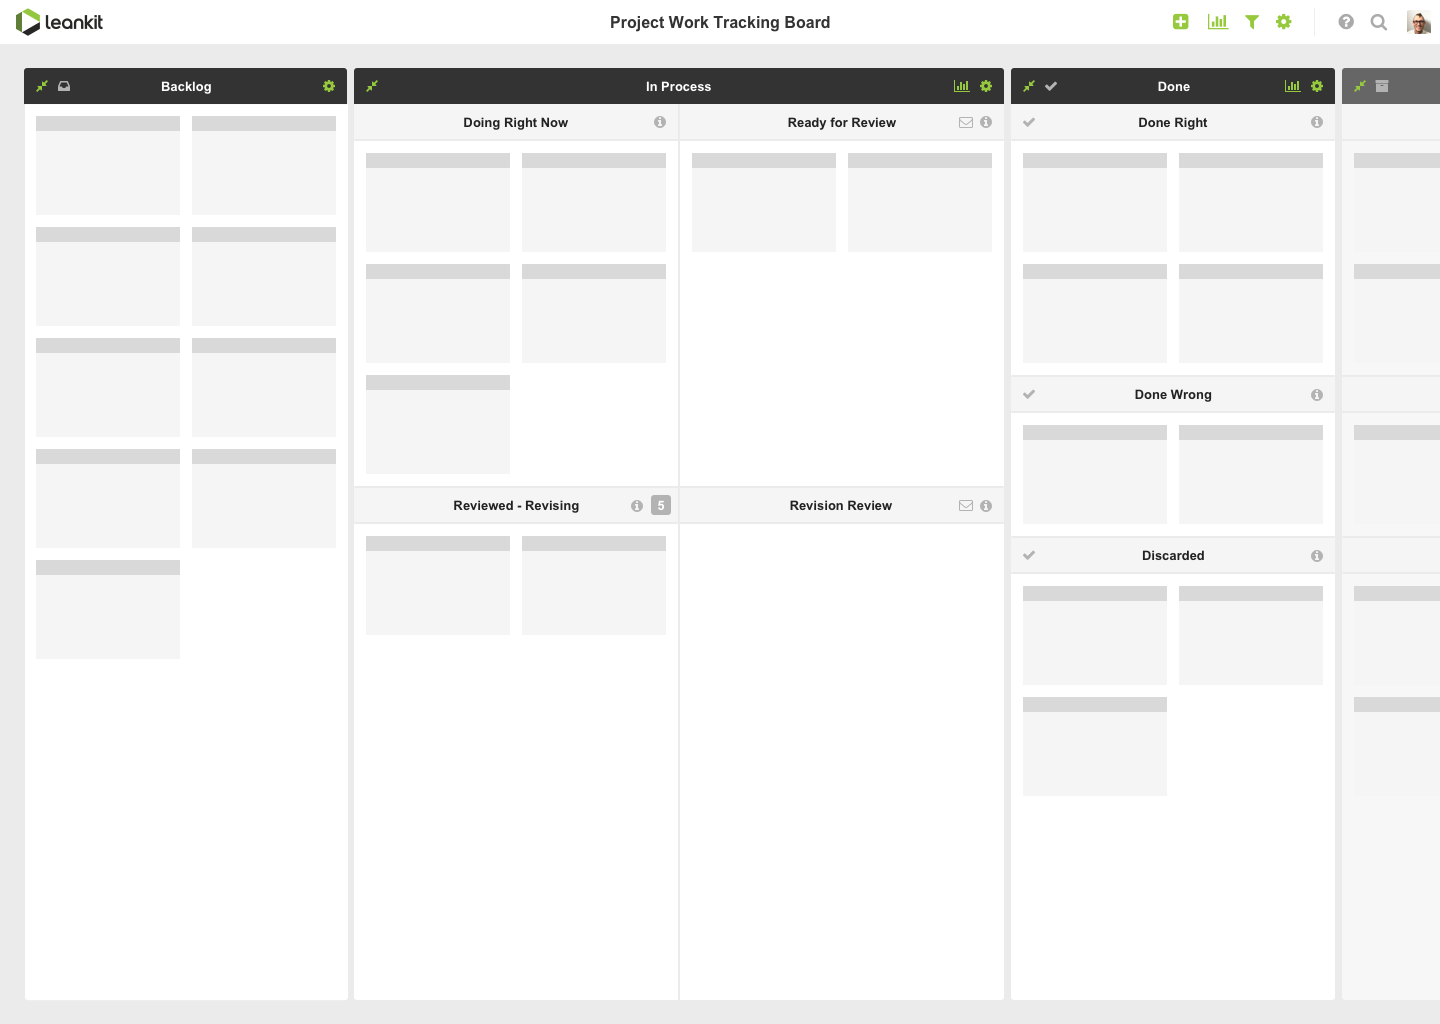 leankit
Project Work Tracking Board
Backlog
In Process
Done
Doing Right Now
Ready for Review
Done Right
Done Wrong
Reviewed - Revising
5
Revision Review
Discarded